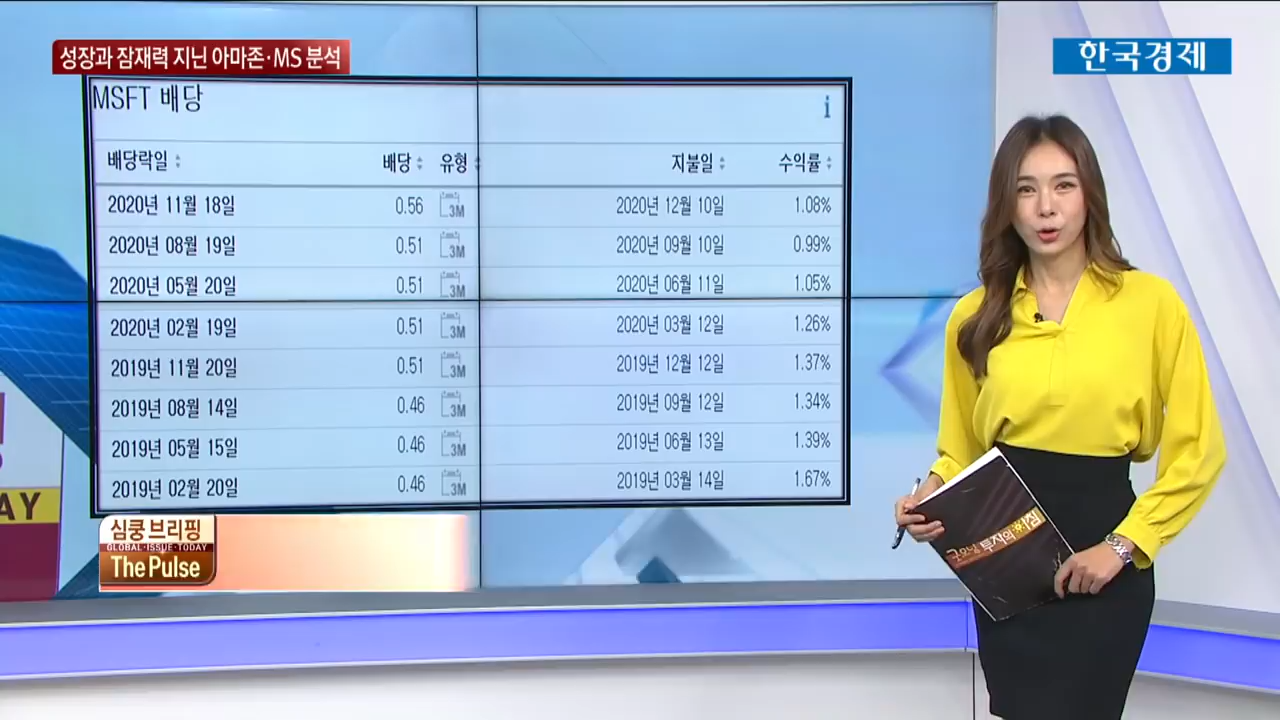 성장과 잠재력 지닌 아마존·MS 분석
한국경제
MSFT 배당
i
배당락일 배당 유형 지불일 수익률
2020년 11월 18일 0.56 3M 2020년 12월 10일 1.08%
2020년 08월 19일 0.51 3M 2020년 09월 10일 0.99%
2020년 05월 20일 0.51 3M 2020년 06월 11일 1.05%
2020년 02월 19일 0.51 3M 2020년 03월 12일 1.26%
2019년 11월 20일 0.51 3M 2019년 12월 12일 1.37%
2019년 08월 14일 0.46 3M 2019년 09월 12일 1.34%
2019년 05월 15일 0.46 3M 2019년 06월 13일 1.39%
2019년 02월 20일 0.46 3M 2019년 03월 14일 1.67%
AY
심쿵 브리핑
GLOBAL·ISSUE·TODAY
The Pulse
굿모닝 투자의 아침